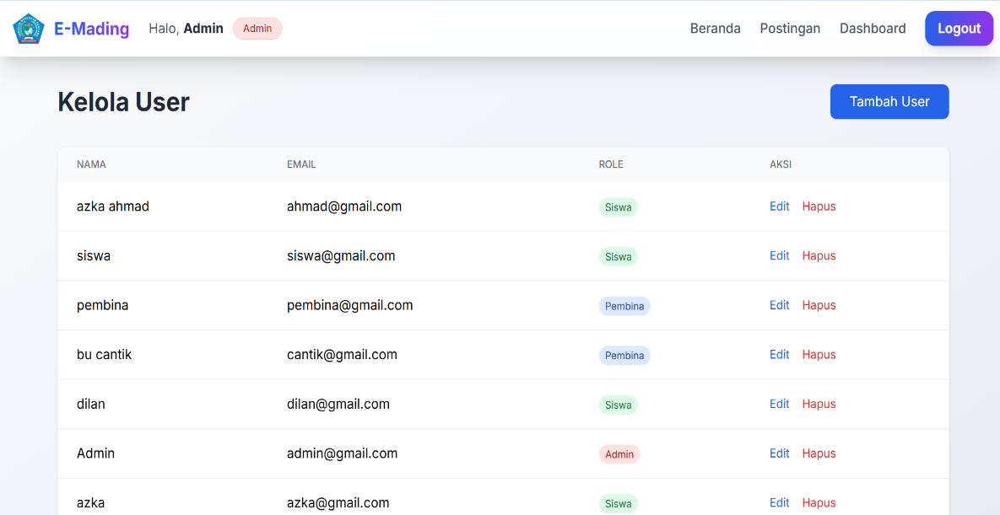 E-Mading Halo, Admin Admin Beranda Postingan Dashboard Logout
Kelola User Tambah User
NAMA EMAIL ROLE AKSI
azka ahmad ahmad@gmail.com Siswa Edit Hapus
siswa siswa@gmail.com Siswa Edit Hapus
pembina pembina@gmail.com Pembina Edit Hapus
bu cantik cantik@gmail.com Pembina Edit Hapus
dilan dilan@gmail.com Siswa Edit Hapus
Admin admin@gmail.com Admin Edit Hapus
azka azka@gmail.com Siswa Edit Hapus